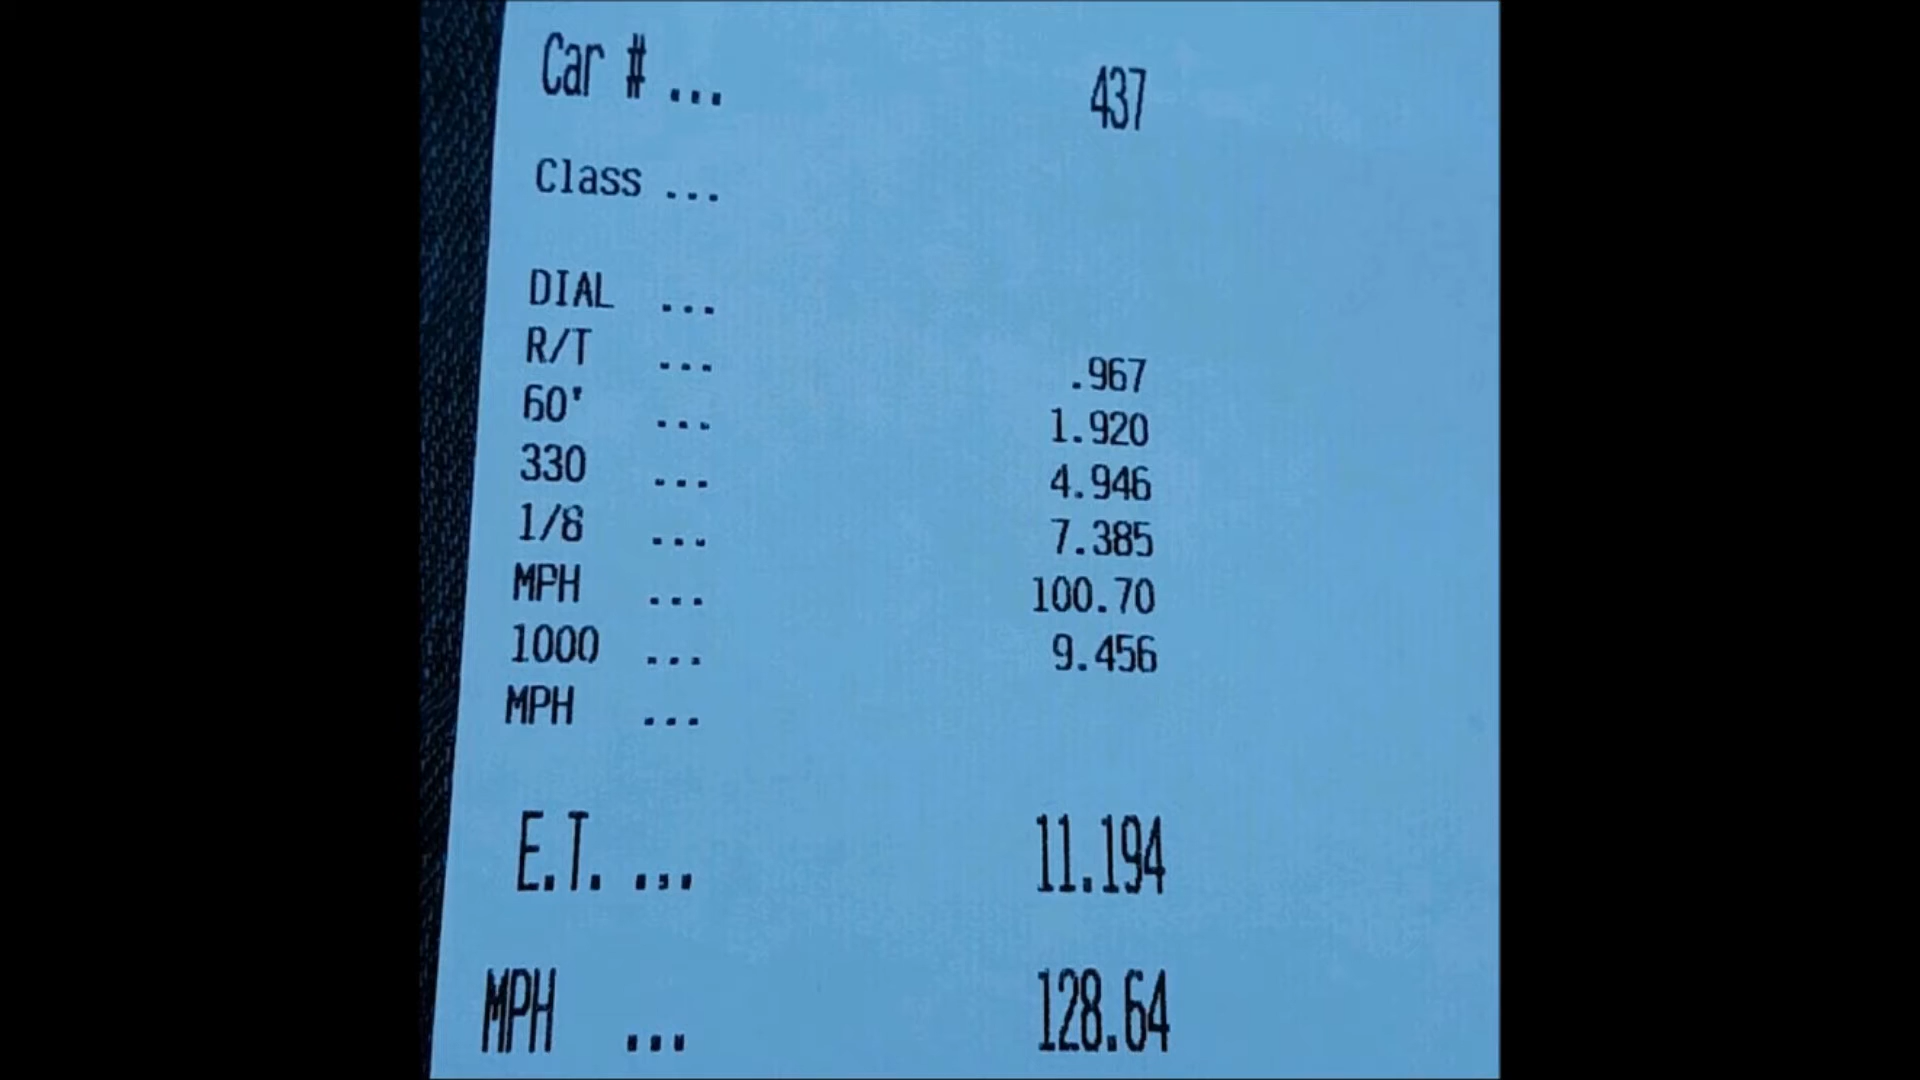 Car # ... 437
Class ...
DIAL ...
R/T ... .967
60' ... 1.920
330 ... 4.946
1/8 ... 7.385
MPH ... 100.70
1000 ... 9.456
MPH ...
E.T. ... 11.194
MPH ... 128.64